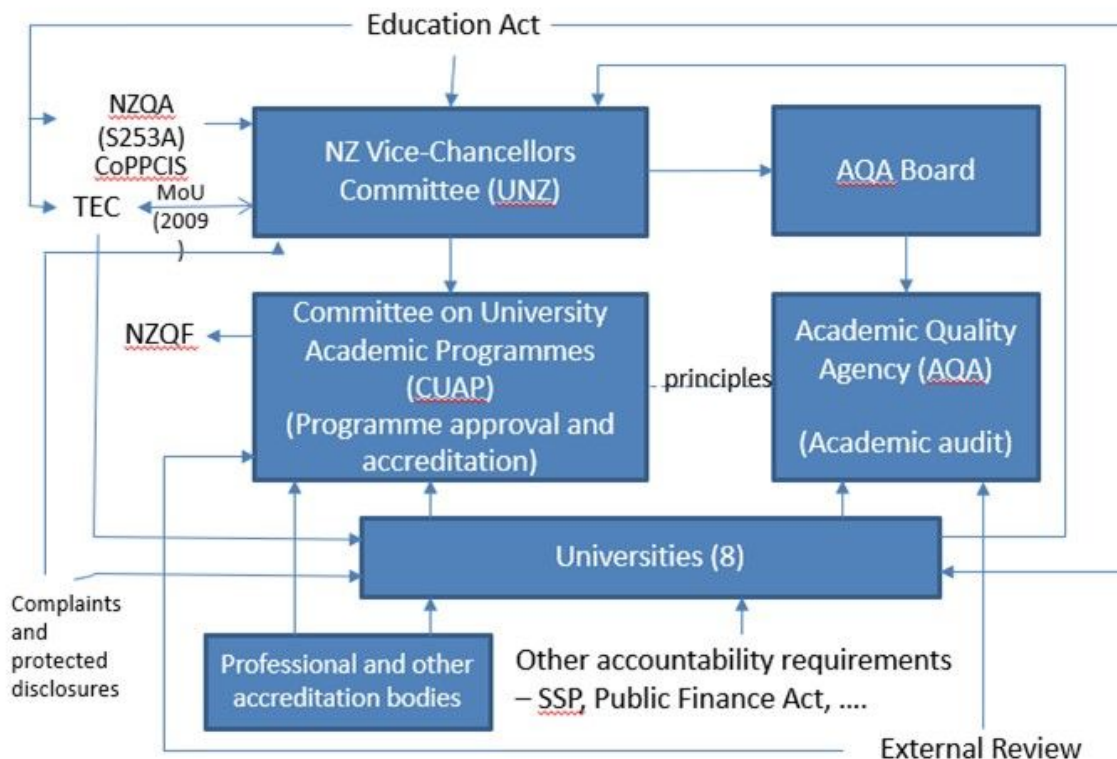 Education Act
NZQA
(S253A)
CoPPCIS
TEC
MoU
(2009
)
NZ Vice-Chancellors
Committee (UNZ)
AQA Board
NZQF
Committee on University
Academic Programmes
(CUAP)
(Programme approval and
accreditation)
principles
Academic Quality
Agency (AQA)
(Academic audit)
Universities (8)
Complaints
and
protected
disclosures
Professional and other
accreditation bodies
Other accountability requirements
– SSP, Public Finance Act, ....
External Review